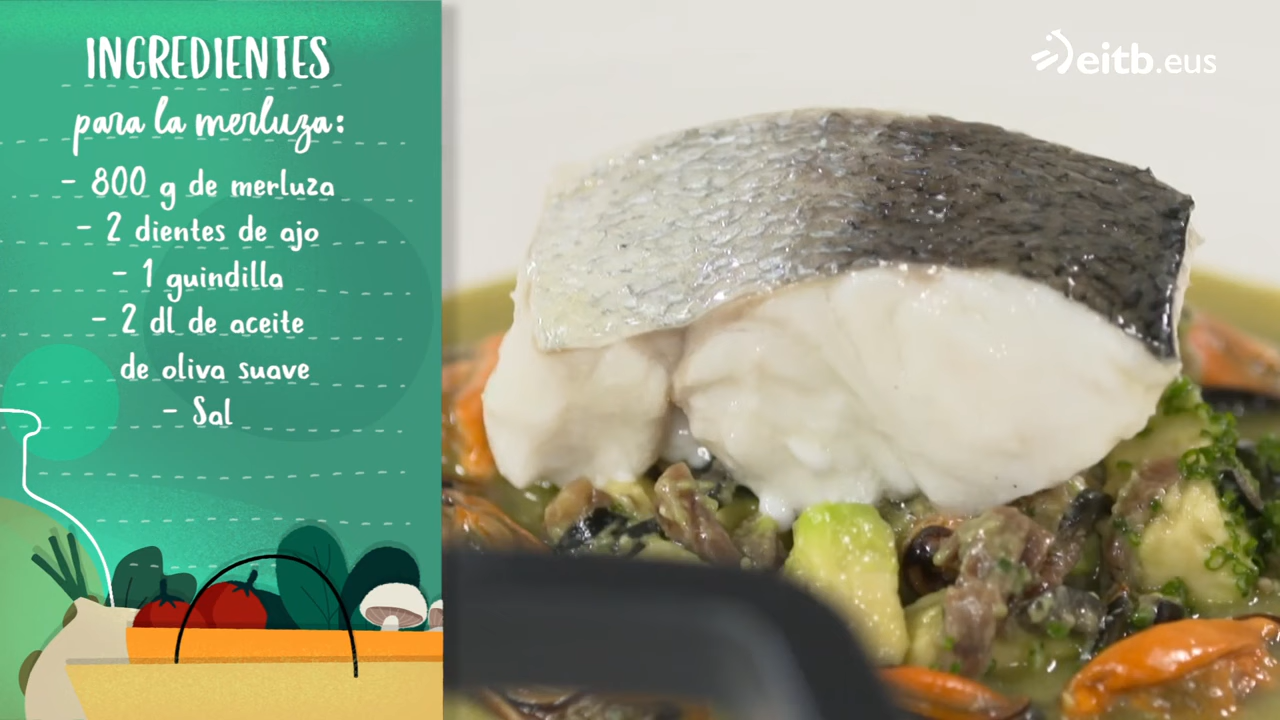 INGREDIENTES
para la merluza:
- 800 g de merluza
- 2 dientes de ajo
- 1 guindilla
- 2 dl de aceite
de oliva suave
- Sal
eitb.eus